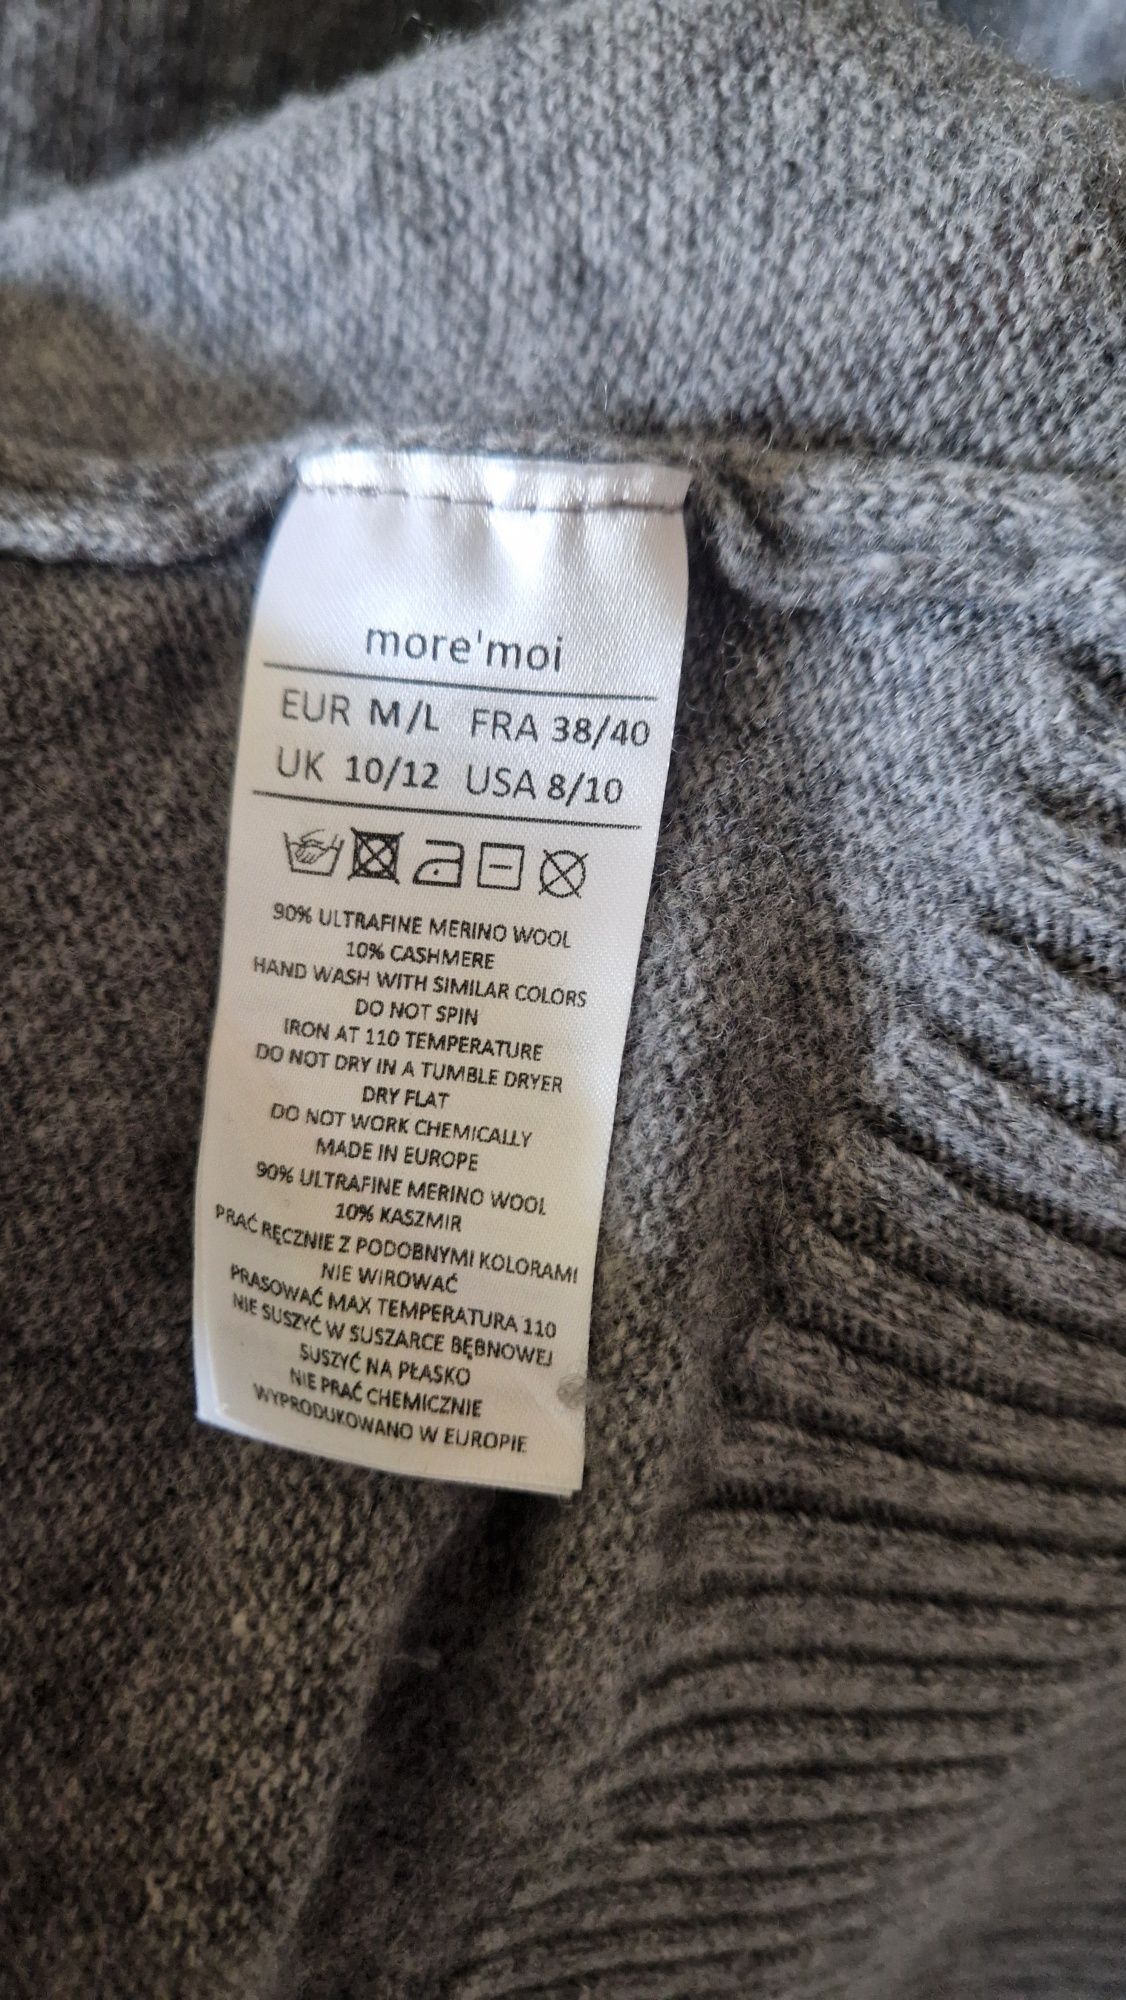 more'moi
EUR M/L FRA 38/40
UK 10/12 USA 8/10
90% ULTRAFINE MERINO WOOL
10% CASHMERE
HAND WASH WITH SIMILAR COLORS
DO NOT SPIN
IRON AT 110 TEMPERATURE
DO NOT DRY IN A TUMBLE DRYER
DRY FLAT
DO NOT WORK CHEMICALLY
MADE IN EUROPE
90% ULTRAFINE MERINO WOOL
10% KASZMIR
PRAĆ RĘCZNIE Z PODOBNYMI KOLORAMI
NIE WIROWAĆ
PRASOWAĆ MAX TEMPERATURA 110
NIE SUSZYĆ W SUSZARCE BĘBNOWEJ
SUSZYĆ NA PŁASKO
NIE PRAĆ CHEMICZNIE
WYPRODUKOWANO W EUROPIE